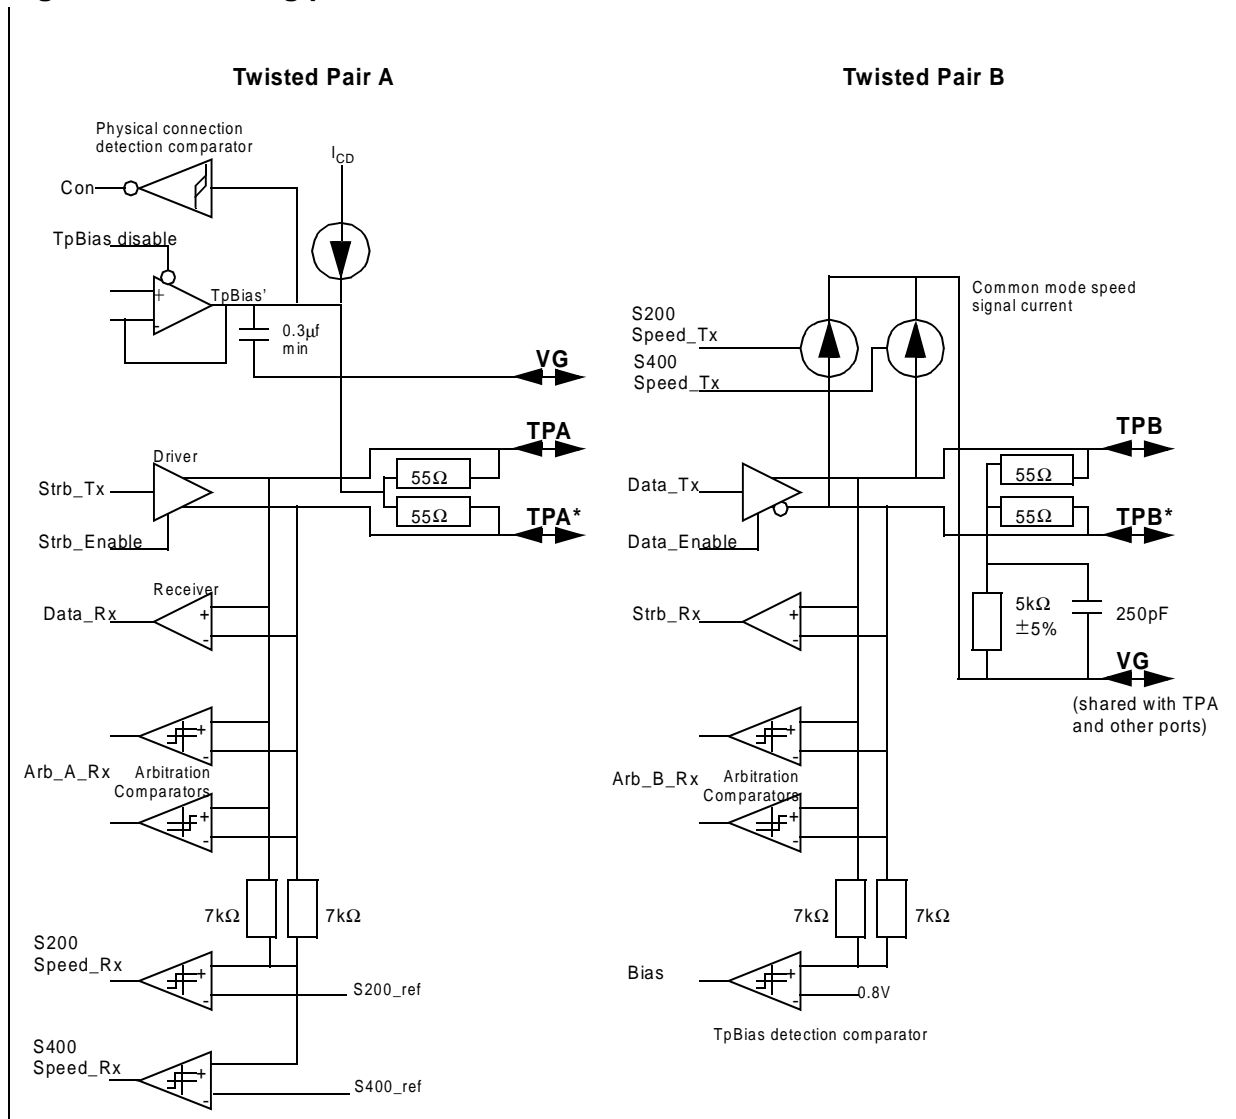 Twisted Pair A
Physical connection
detection comparator
I_CD
Con
TpBias disable
+
-
TpBias'
0.3μf
min
VG
TPA
Driver
55Ω
Strb_Tx
55Ω
TPA*
Strb_Enable
Receiver
Data_Rx
+
-
+
-
Arb_A_Rx
Arbitration
Comparators
+
-
7kΩ
7kΩ
S200
Speed_Rx
+
-
S200_ref
S400
Speed_Rx
+
-
S400_ref
Twisted Pair B
Common mode speed
signal current
S200
Speed_Tx
S400
Speed_Tx
TPB
55Ω
Data_Tx
55Ω
TPB*
Data_Enable
Strb_Rx
+
-
5kΩ
±5%
250pF
VG
(shared with TPA
and other ports)
+
-
Arb_B_Rx
Arbitration
Comparators
+
-
7kΩ
7kΩ
Bias
+
-
0.8V
TpBias detection comparator